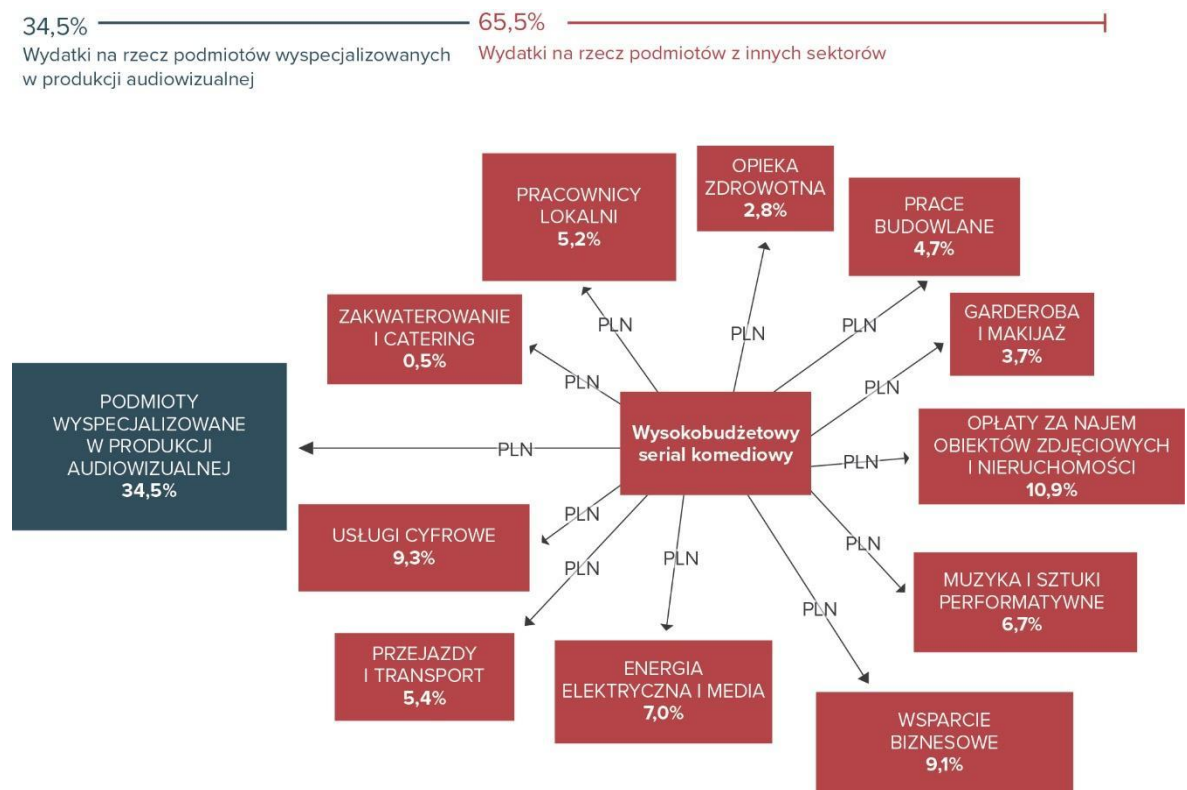 34,5%
Wydatki na rzecz podmiotów wyspecjalizowanych
w produkcji audiowizualnej
65,5%
Wydatki na rzecz podmiotów z innych sektorów
OPIEKA
ZDROWOTNA
2,8%
PRACOWNICY
LOKALNI
5,2%
PRACE
BUDOWLANE
4,7%
ZAKWATEROWANIE
I CATERING
0,5%
GARDEROBA
I MAKIJAŻ
3,7%
PLN
PLN
PLN
PLN
PLN
PODMIOTY
WYSPECJALIZOWANE
W PRODUKCJI
AUDIOWIZUALNEJ
34,5%
PLN
Wysokobudżetowy
serial komediowy
PLN
OPŁATY ZA NAJEM
OBIEKTÓW ZDJĘCIOWYCH
I NIERUCHOMOŚCI
10,9%
USŁUGI CYFROWE
9,3%
PLN
PLN
PLN
PLN
PLN
MUZYKA I SZTUKI
PERFORMATYWNE
6,7%
PRZEJAZDY
I TRANSPORT
5,4%
ENERGIA
ELEKTRYCZNA I MEDIA
7,0%
WSPARCIE
BIZNESOWE
9,1%